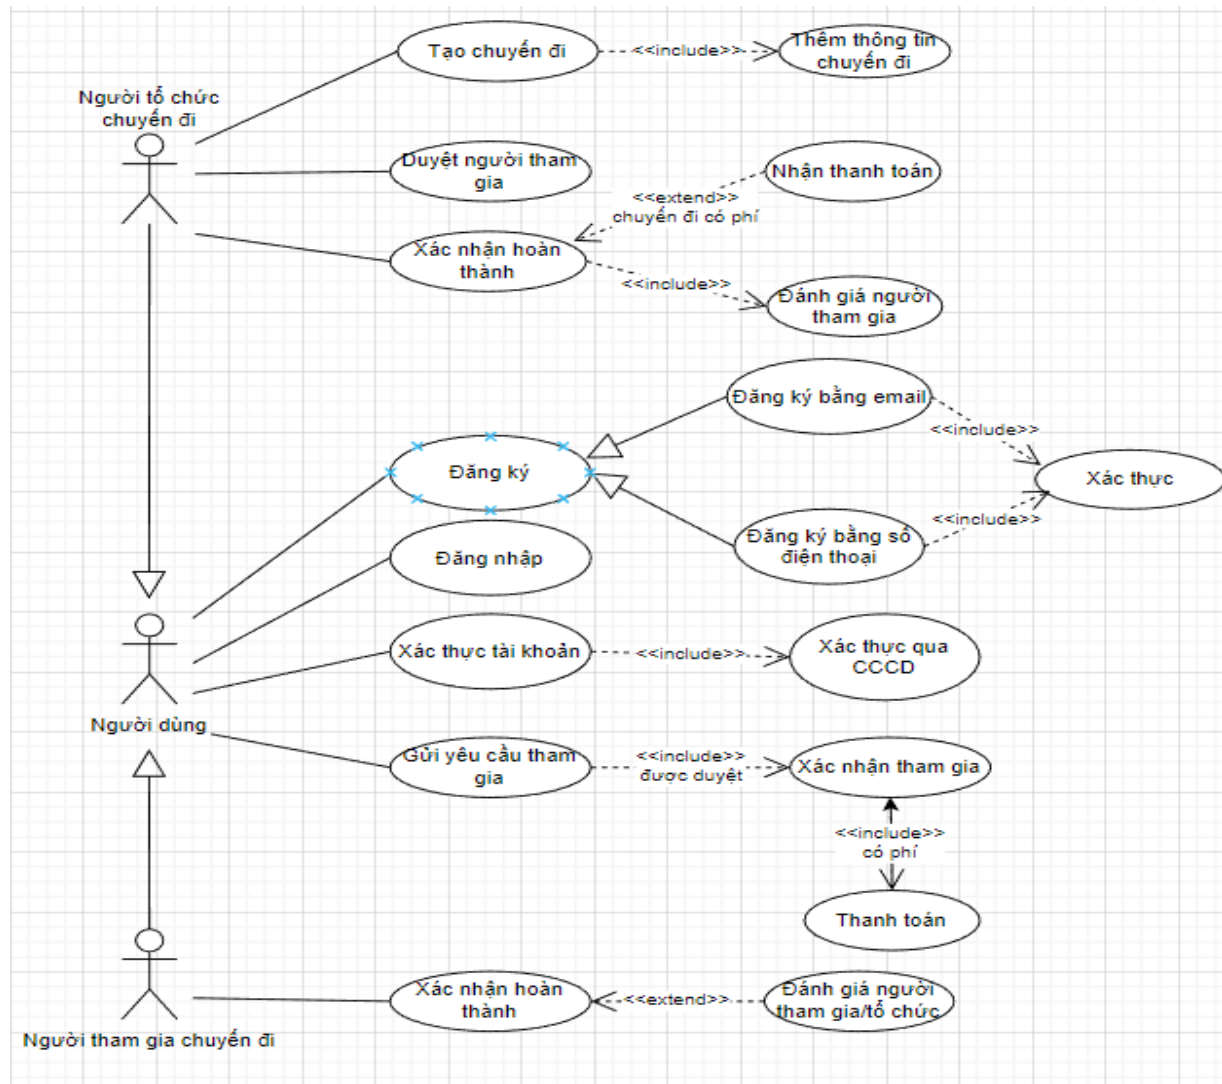 Tạo chuyến đi
<<include>>
Thêm thông tin
chuyến đi
Người tổ chức
chuyến đi
Duyệt người tham
gia
Nhận thanh toán
<<extend>>
chuyến đi có phí
Xác nhận hoàn
thành
<<include>>
Đánh giá người
tham gia
Đăng ký bằng email
<<include>>
Đăng ký
Xác thực
Đăng ký bằng số
điện thoại
<<include>>
Đăng nhập
Xác thực tài khoản
<<include>>
Xác thực qua
CCCD
Người dùng
Gửi yêu cầu tham
gia
<<include>>
được duyệt
Xác nhận tham gia
<<include>>
có phí
Thanh toán
Xác nhận hoàn
thành
<<extend>>
Đánh giá người
tham gia/tổ chức
Người tham gia chuyến đi